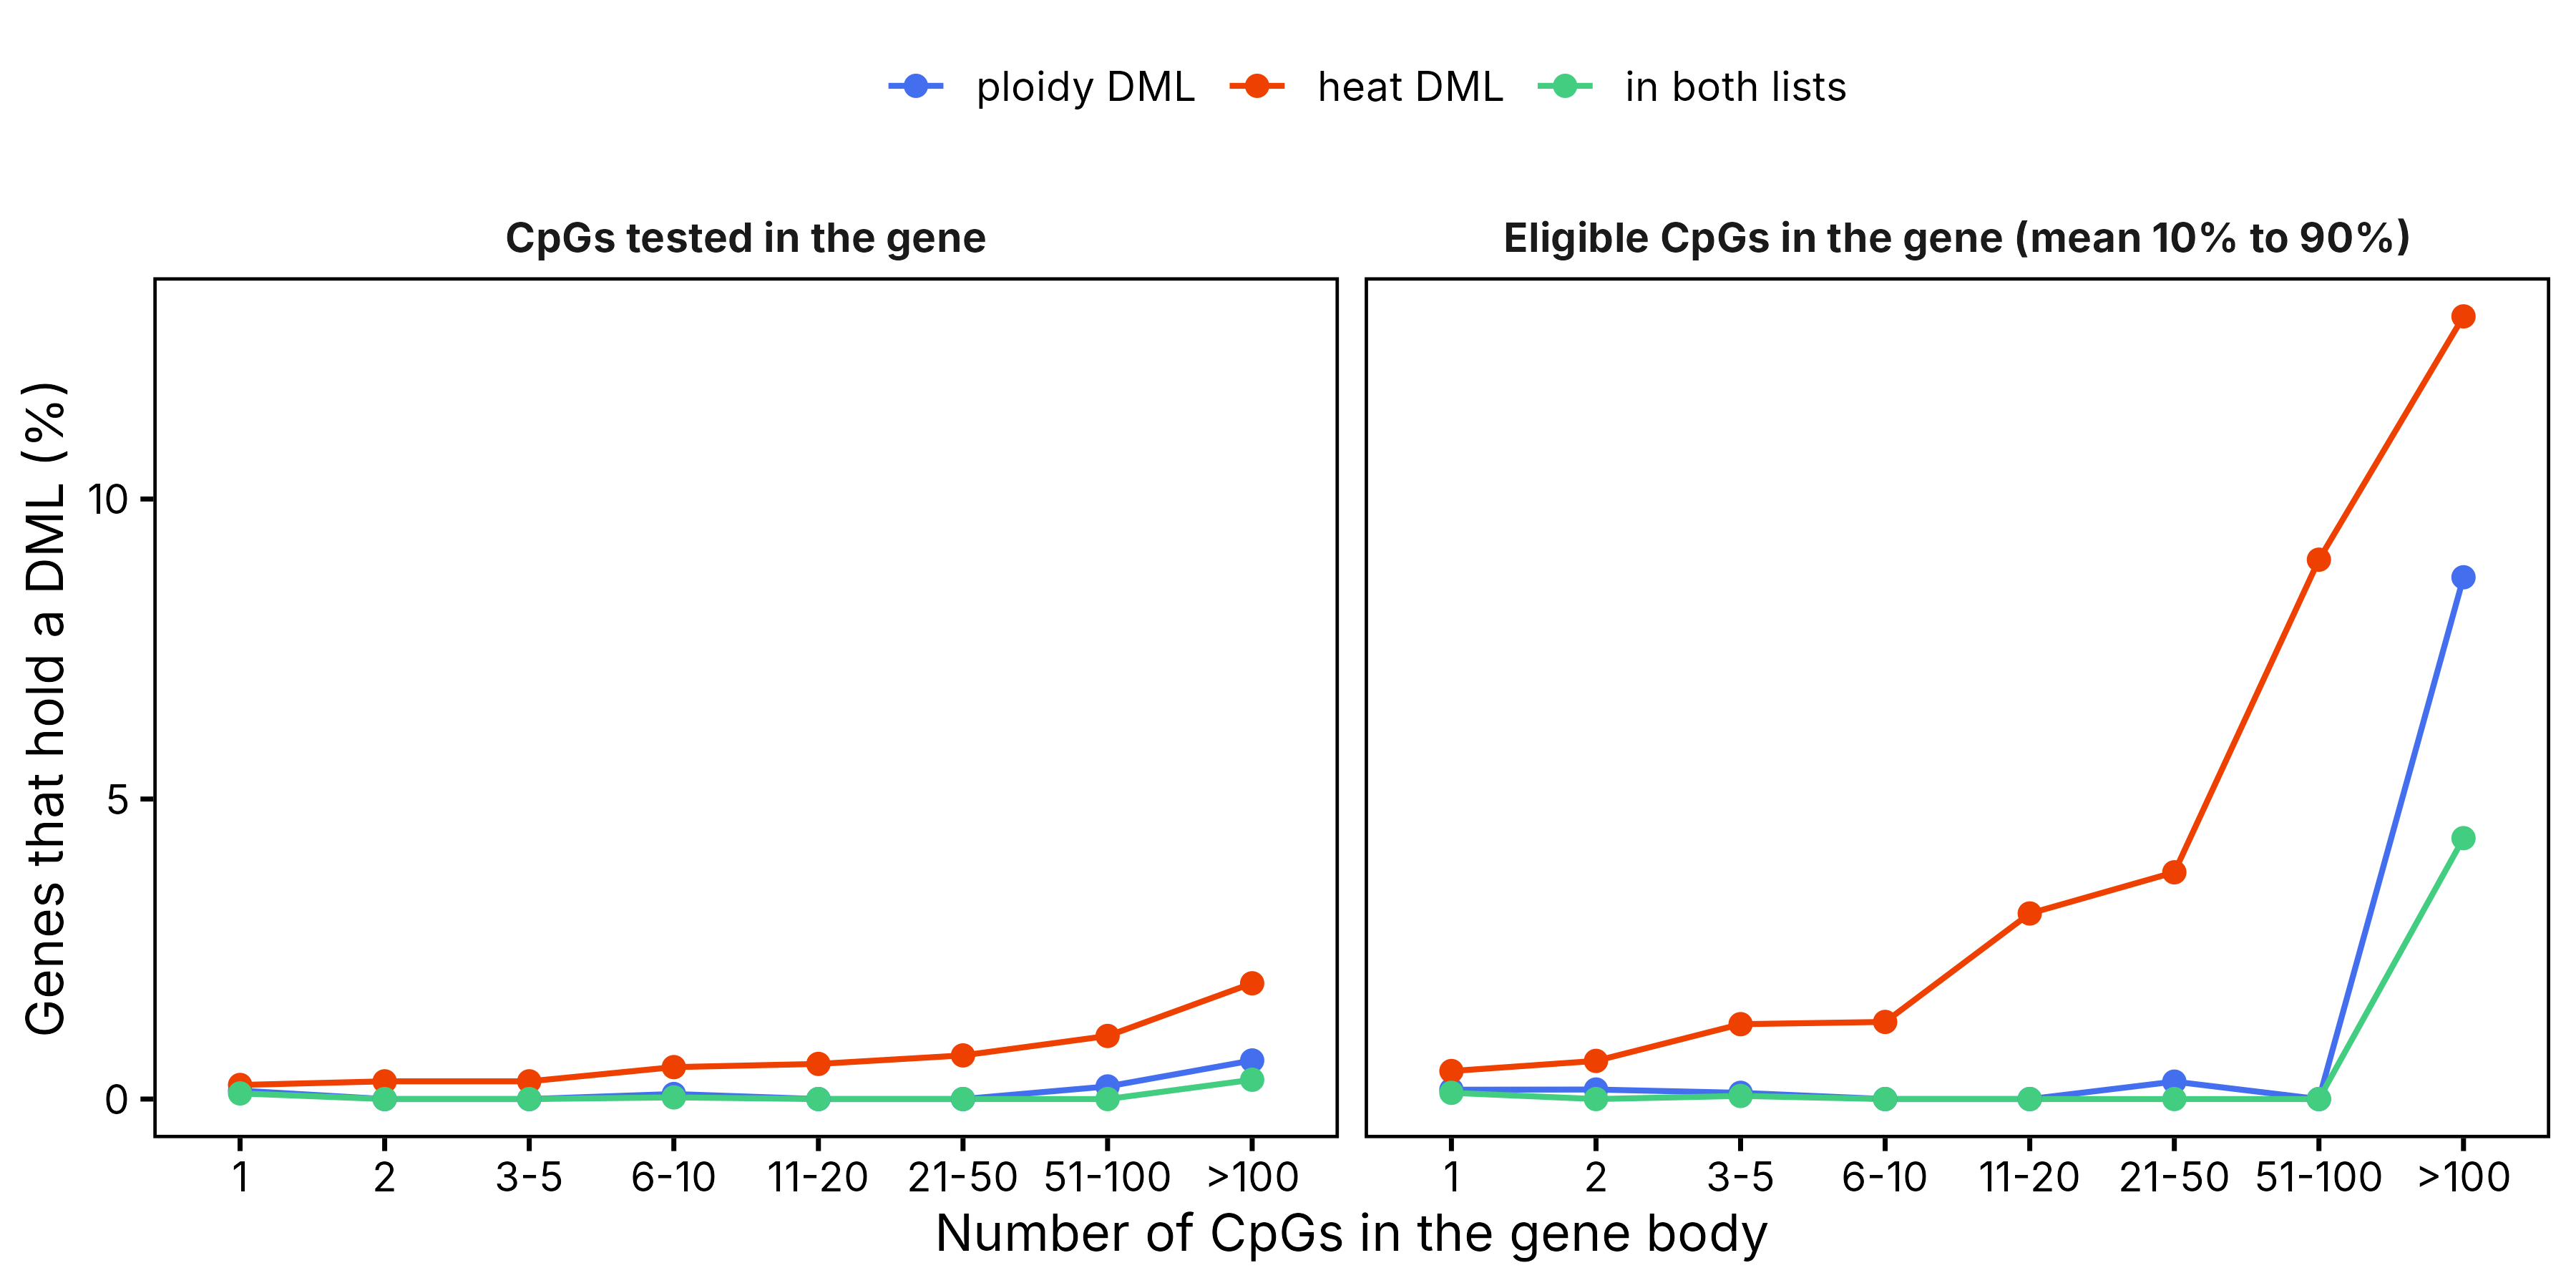 ploidy DML heat DML in both lists
CpGs tested in the gene Eligible CpGs in the gene (mean 10% to 90%)
Genes that hold a DML (%)
10
5
0
1 2 3-5 6-10 11-20 21-50 51-100 >100 1 2 3-5 6-10 11-20 21-50 51-100 >100
Number of CpGs in the gene body